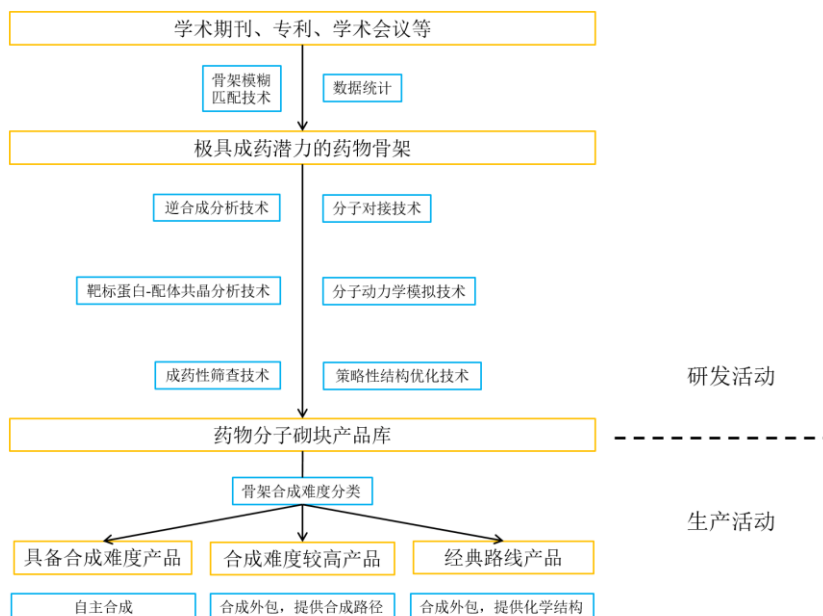 学术期刊、专利、学术会议等
骨架模糊
匹配技术
数据统计
极具成药潜力的药物骨架
逆合成分析技术
分子对接技术
靶标蛋白-配体共晶分析技术
分子动力学模拟技术
成药性筛查技术
策略性结构优化技术
研发活动
药物分子砌块产品库
骨架合成难度分类
生产活动
具备合成难度产品
合成难度较高产品
经典路线产品
自主合成
合成外包，提供合成路径
合成外包，提供化学结构